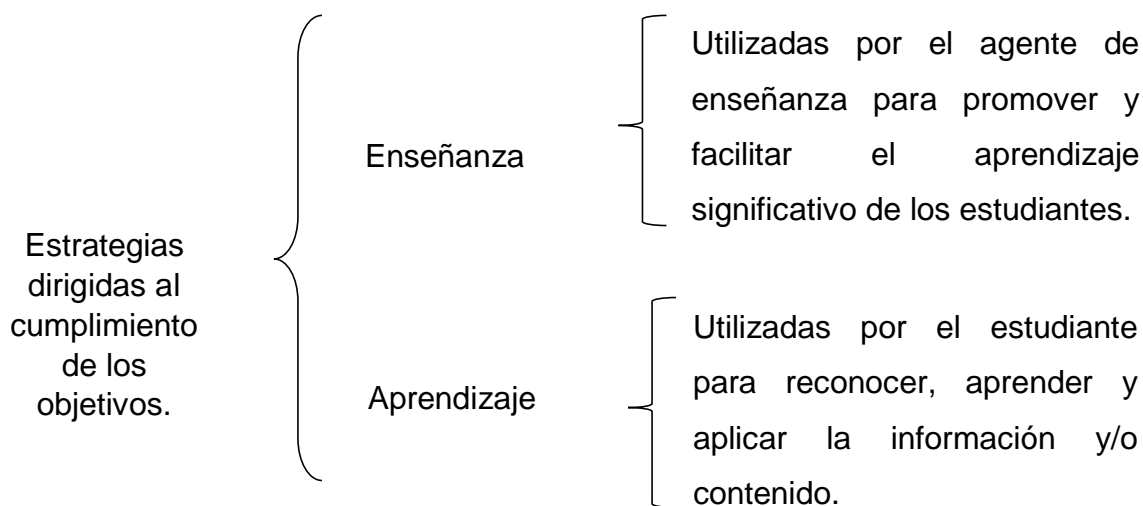 Estrategias
dirigidas al
cumplimiento
de los
objetivos.
Enseñanza
Utilizadas por el agente de
enseñanza para promover y
facilitar el aprendizaje
significativo de los estudiantes.
Aprendizaje
Utilizadas por el estudiante
para reconocer, aprender y
aplicar la información y/o
contenido.